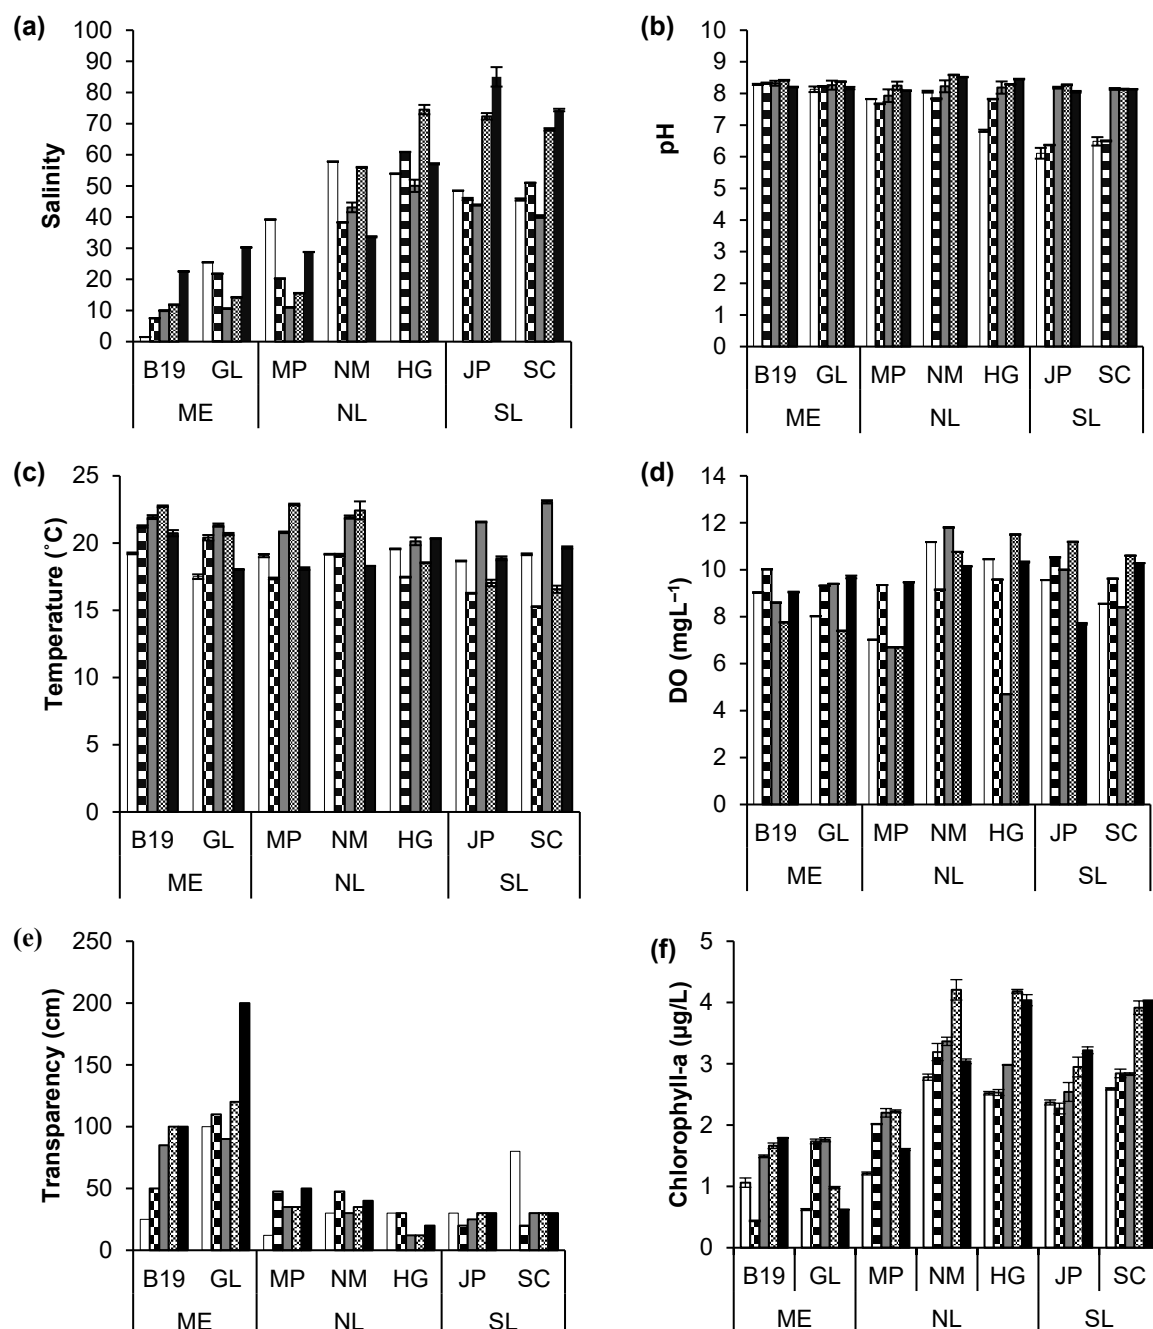 (a)
Salinity
100
90
80
70
60
50
40
30
20
10
0
B19 GL MP NM HG JP SC
ME NL SL
(b)
pH
10
9
8
7
6
5
4
3
2
1
0
B19 GL MP NM HG JP SC
ME NL SL
(c)
Temperature (˚C)
25
20
15
10
5
0
B19 GL MP NM HG JP SC
ME NL SL
(d)
DO (mgL⁻¹)
14
12
10
8
6
4
2
0
B19 GL MP NM HG JP SC
ME NL SL
(e)
Transparency (cm)
250
200
150
100
50
0
B19 GL MP NM HG JP SC
ME NL SL
(f)
Chlorophyll-a (µg/L)
5
4
3
2
1
0
B19 GL MP NM HG JP SC
ME NL SL